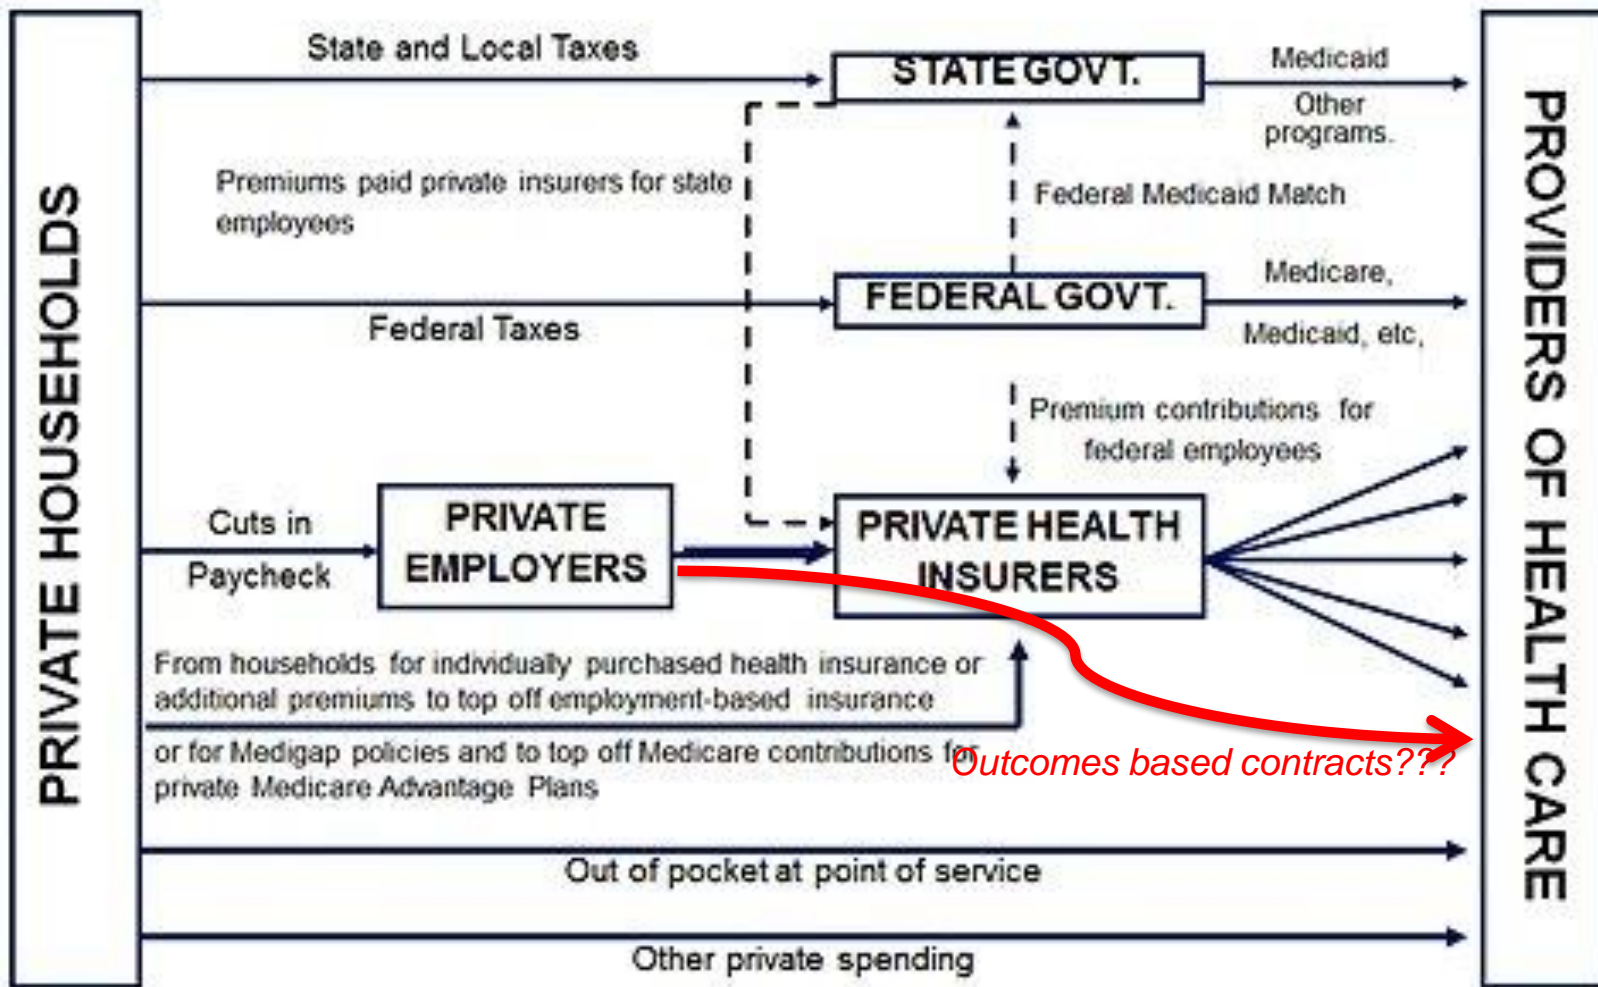 PRIVATE HOUSEHOLDS
State and Local Taxes
STATE GOVT.
Medicaid
Other
programs.
Premiums paid private insurers for state
employees
Federal Medicaid Match
Federal Taxes
FEDERAL GOVT.
Medicare,
Medicaid, etc,
Premium contributions for
federal employees
Cuts in
Paycheck
PRIVATE
EMPLOYERS
PRIVATE HEALTH
INSURERS
From households for individually purchased health insurance or
additional premiums to top off employment-based insurance
or for Medigap policies and to top off Medicare contributions for
private Medicare Advantage Plans
Outcomes based contracts???
Out of pocket at point of service
Other private spending
PROVIDERS OF HEALTH CARE